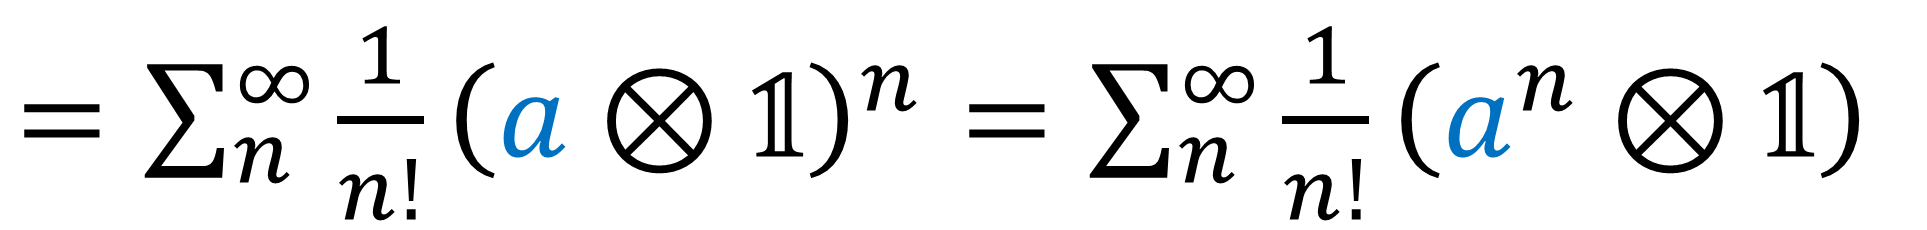 = ∑_n^∞ 1/n! (a ⊗ 𝟙)^n = ∑_n^∞ 1/n! (a^n ⊗ 𝟙)